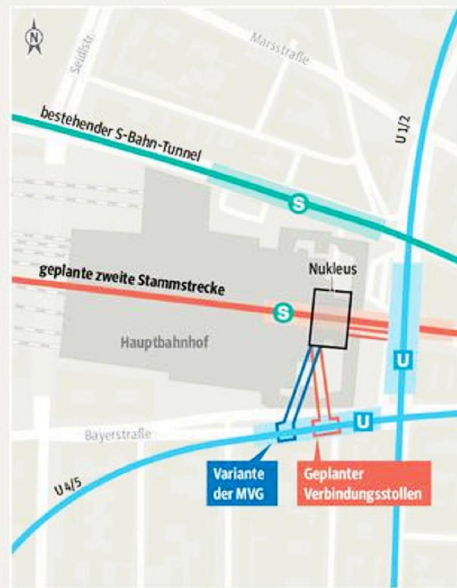 N
Seidlstr.
Marsstraße
U 1/2
bestehender S-Bahn-Tunnel
S
Nukleus
geplante zweite Stammstrecke
S
Hauptbahnhof
U
Bayerstraße
U
U 4/5
Variante
der MVG
Geplanter
Verbindungsstollen